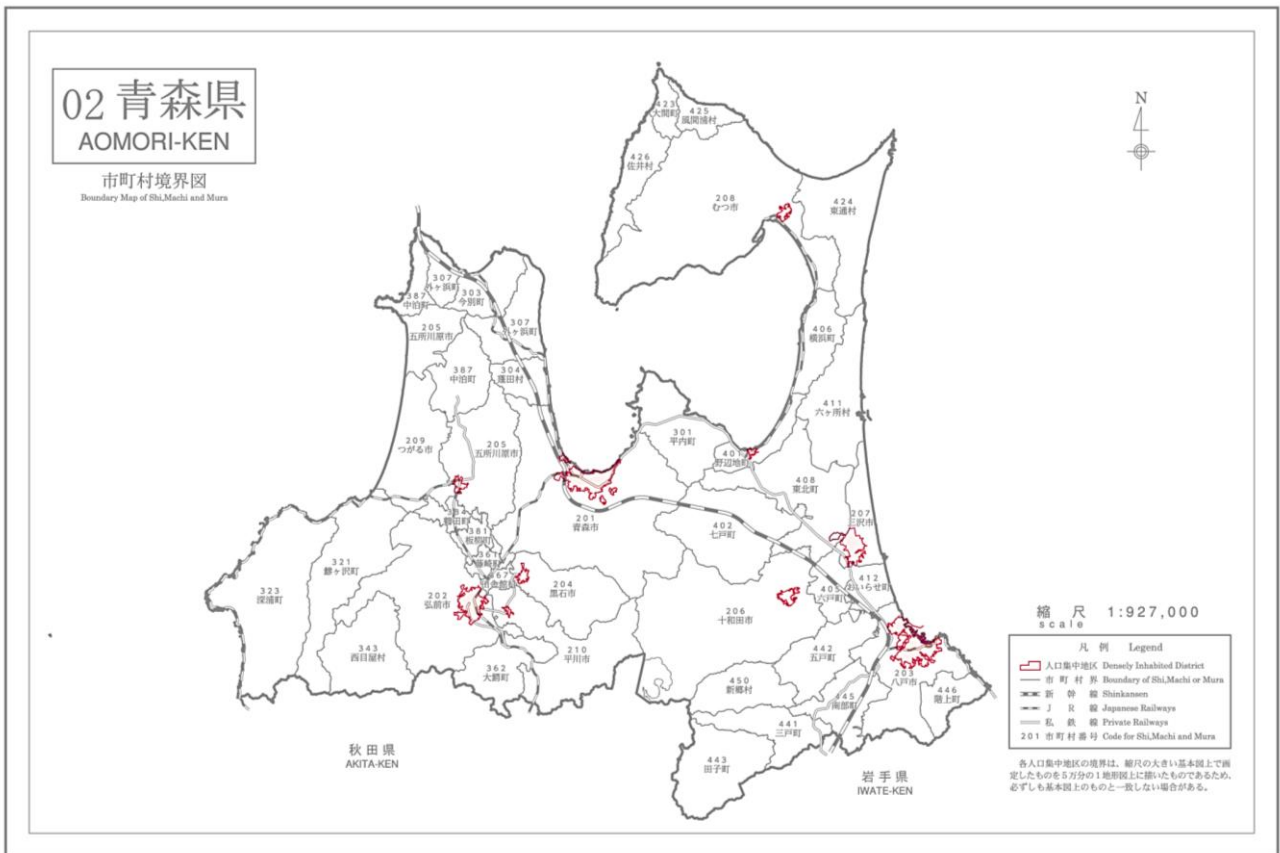 02 青森県
AOMORI-KEN
市町村境界図
Boundary Map of Shi,Machi and Mura
N
423
大間町
425
風間浦村
426
佐井村
208
むつ市
424
東通村
307
外ヶ浜町
387
中泊町
303
今別町
205
五所川原市
307
外ヶ浜町
406
横浜町
387
中泊町
304
蓬田村
411
六ヶ所村
209
つがる市
205
五所川原市
301
平内町
401
野辺地町
408
東北町
207
三沢市
384
鶴田町
201
青森市
402
七戸町
381
板柳町
361
藤崎町
367
田舎館村
321
鰺ヶ沢町
323
深浦町
202
弘前市
204
黒石市
412
おいらせ町
405
六戸町
206
十和田市
343
西目屋村
362
大鰐町
210
平川市
442
五戸町
203
八戸市
450
新郷村
445
南部町
446
階上町
441
三戸町
443
田子町
秋田県
AKITA-KEN
岩手県
IWATE-KEN
縮尺 1:927,000
scale
凡例 Legend
人口集中地区 Densely Inhabited District
市町村界 Boundary of Shi,Machi or Mura
新幹線 Shinkansen
JR線 Japanese Railways
私鉄線 Private Railways
201 市町村番号 Code for Shi,Machi and Mura
各人口集中地区の境界は、縮尺の大きい基本図上で画
定したものを5万分の1地形図上に描いたものであるため、
必ずしも基本図上のものと一致しない場合がある。